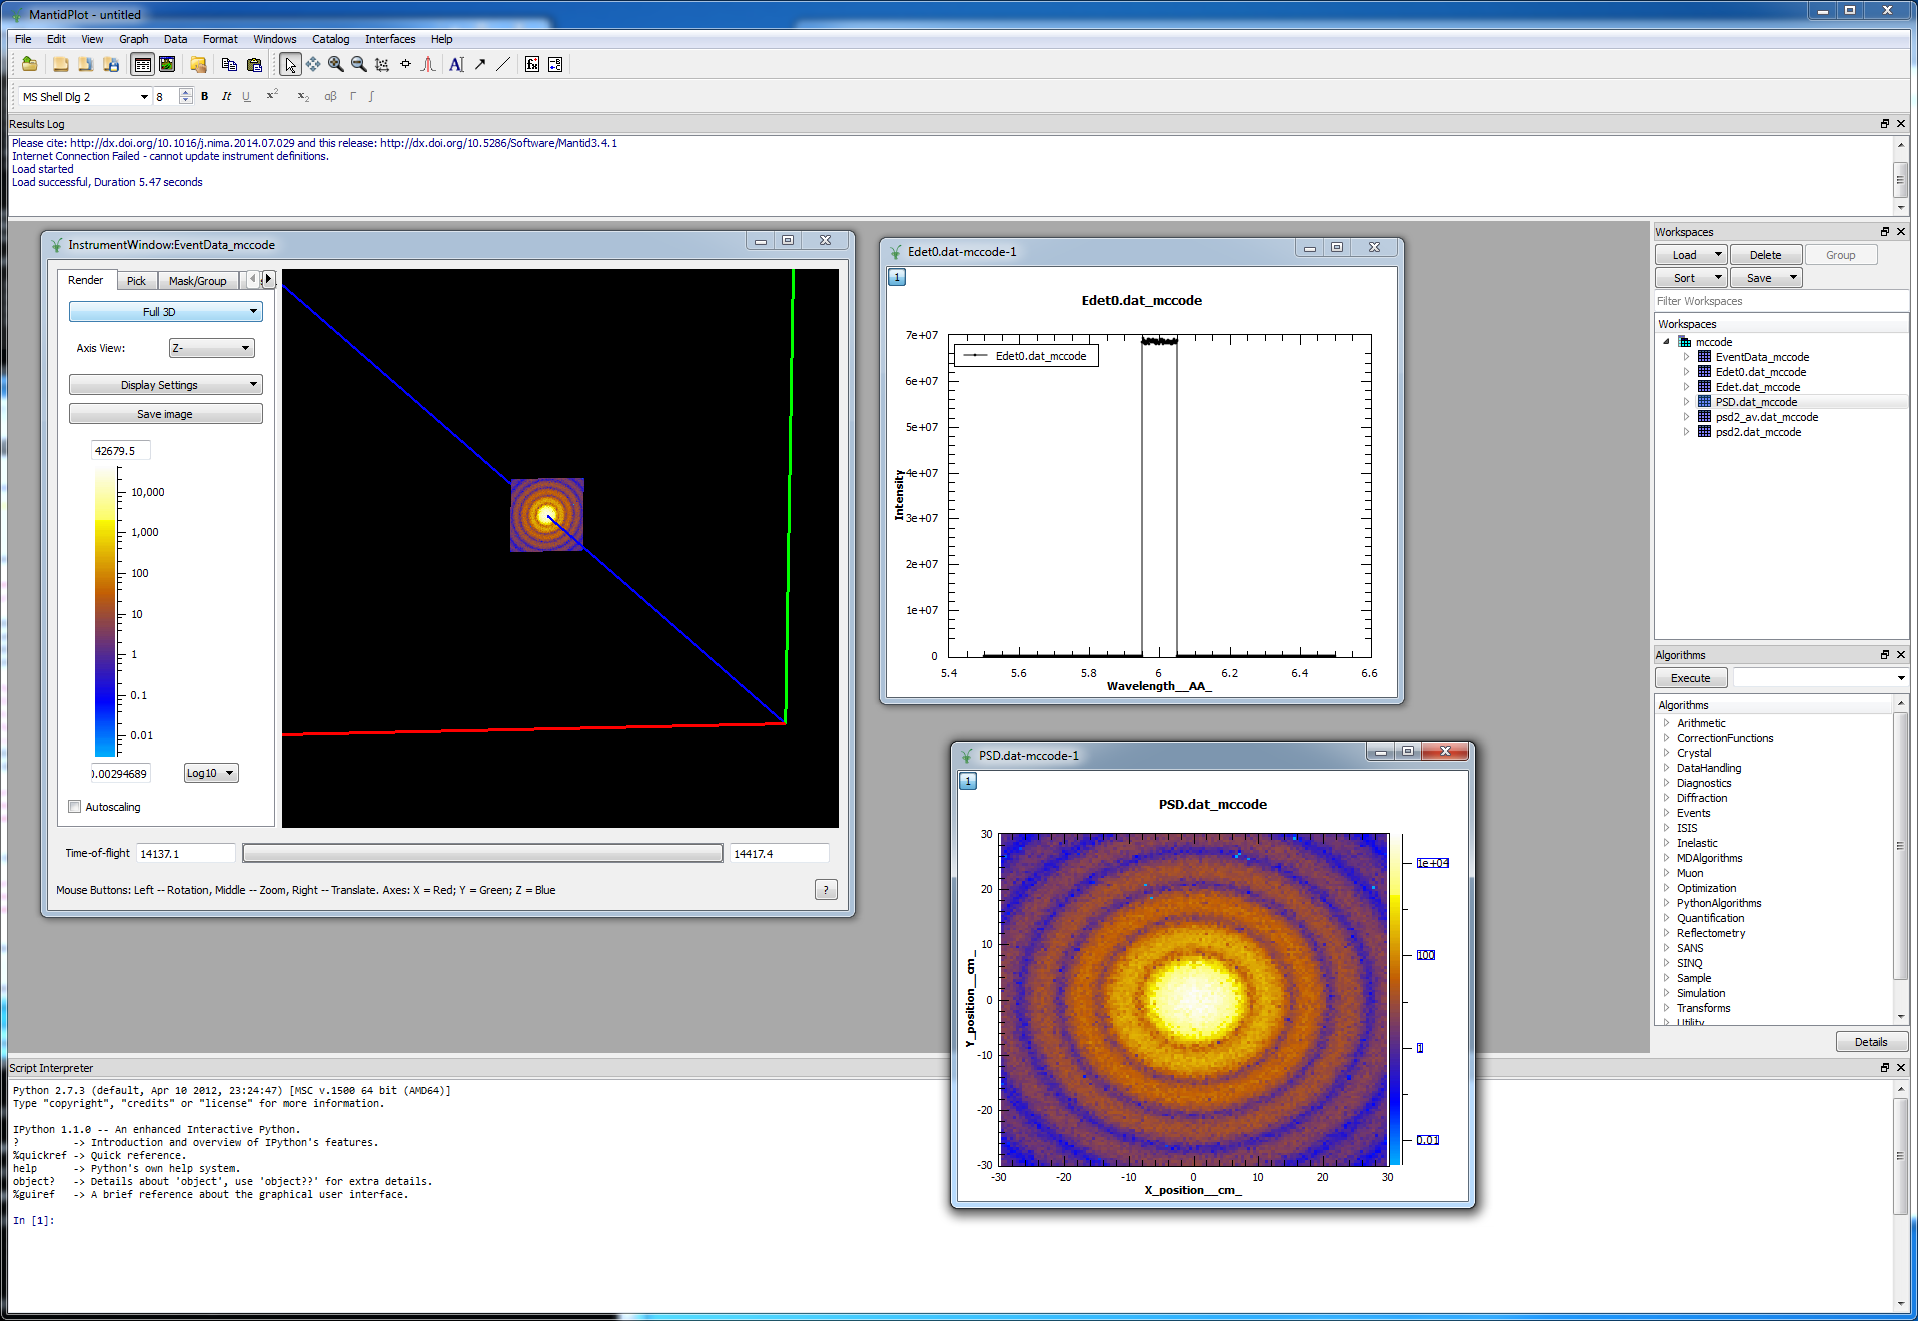 MantidPlot - untitled
File Edit View Graph Data Format Windows Catalog Interfaces Help
MS Shell Dlg 2 8 B It U x² x₂ αβ Γ ∫
Results Log
Please cite: http://dx.doi.org/10.1016/j.nima.2014.07.029 and this release: http://dx.doi.org/10.5286/Software/Mantid3.4.1
Internet Connection Failed - cannot update instrument definitions.
Load started
Load successful, Duration 5.47 seconds
InstrumentWindow:EventData_mccode
Render Pick Mask/Group
Full 3D
Axis View: Z-
Display Settings
Save image
42679.5
10,000
1,000
100
10
1
0.1
0.01
0.00294689 Log10
Autoscaling
Time-of-flight 14137.1 14417.4
Mouse Buttons: Left -- Rotation, Middle -- Zoom, Right -- Translate. Axes: X = Red; Y = Green; Z = Blue
?
Edet0.dat-mccode-1
1
Edet0.dat_mccode
Edet0.dat_mccode
7e+07
6e+07
5e+07
4e+07
3e+07
2e+07
1e+07
0
Intensity
5.4 5.6 5.8 6 6.2 6.4 6.6
Wavelength__AA_
PSD.dat-mccode-1
1
PSD.dat_mccode
30
20
10
0
-10
-20
-30
Y_position__cm_
-30 -20 -10 0 10 20 30
X_position__cm_
1e+04
100
1
0.01
Workspaces
Load Delete Group
Sort Save
Filter Workspaces
Workspaces
mccode
EventData_mccode
Edet0.dat_mccode
Edet.dat_mccode
PSD.dat_mccode
psd2_av.dat_mccode
psd2.dat_mccode
Algorithms
Execute
Algorithms
Arithmetic
CorrectionFunctions
Crystal
DataHandling
Diagnostics
Diffraction
Events
ISIS
Inelastic
MDAlgorithms
Muon
Optimization
PythonAlgorithms
Quantification
Reflectometry
SANS
SINQ
Sample
Simulation
Transforms
Utility
Details
Script Interpreter
Python 2.7.3 (default, Apr 10 2012, 23:24:47) [MSC v.1500 64 bit (AMD64)]
Type "copyright", "credits" or "license" for more information.
IPython 1.1.0 -- An enhanced Interactive Python.
? -> Introduction and overview of IPython's features.
%quickref -> Quick reference.
help -> Python's own help system.
object? -> Details about 'object', use 'object??' for extra details.
%guiref -> A brief reference about the graphical user interface.
In [1]: